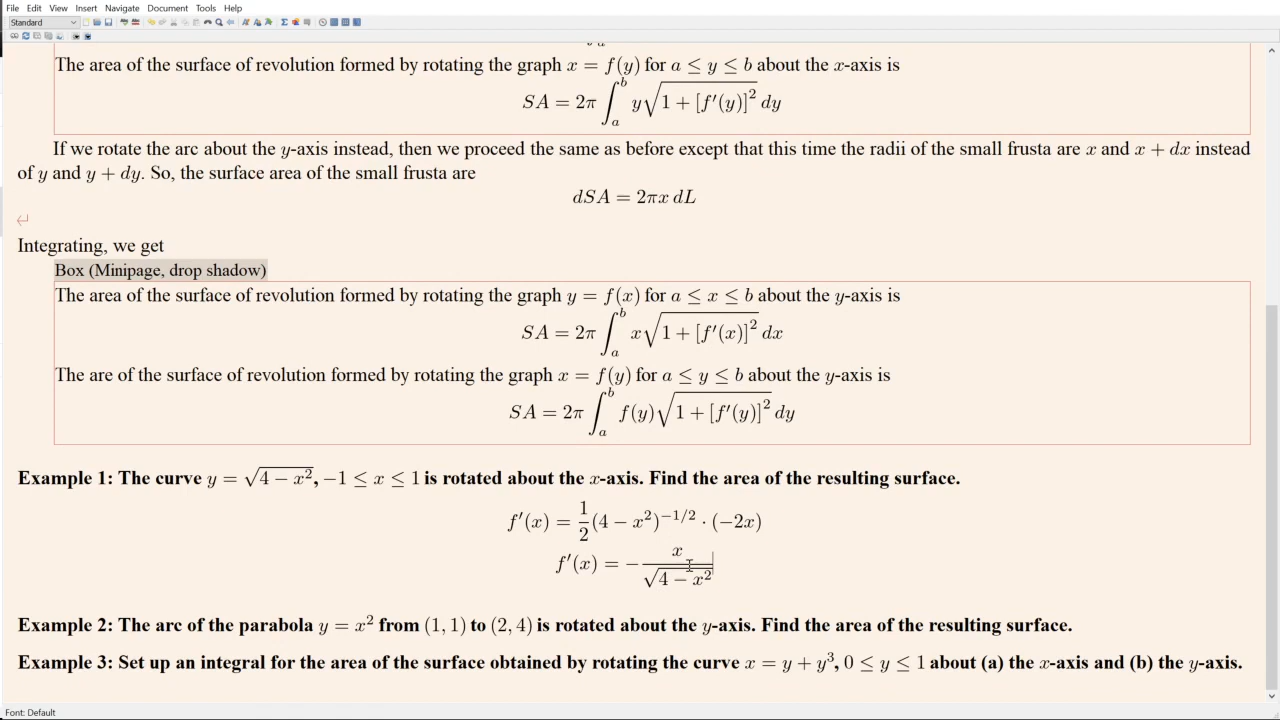 File Edit View Insert Navigate Document Tools Help
Standard
The area of the surface of revolution formed by rotating the graph x = f(y) for a ≤ y ≤ b about the x-axis is
SA = 2π ∫_a^b y√(1 + [f′(y)]²) dy
If we rotate the arc about the y-axis instead, then we proceed the same as before except that this time the radii of the small frusta are x and x + dx instead
of y and y + dy. So, the surface area of the small frusta are
dSA = 2πx dL
Integrating, we get
Box (Minipage, drop shadow)
The area of the surface of revolution formed by rotating the graph y = f(x) for a ≤ x ≤ b about the y-axis is
SA = 2π ∫_a^b x√(1 + [f′(x)]²) dx
The are of the surface of revolution formed by rotating the graph x = f(y) for a ≤ y ≤ b about the y-axis is
SA = 2π ∫_a^b f(y)√(1 + [f′(y)]²) dy
Example 1: The curve y = √(4 − x²), −1 ≤ x ≤ 1 is rotated about the x-axis. Find the area of the resulting surface.
f′(x) = 1/2 (4 − x²)^(−1/2) · (−2x)
f′(x) = − x/√(4 − x²)
Example 2: The arc of the parabola y = x² from (1, 1) to (2, 4) is rotated about the y-axis. Find the area of the resulting surface.
Example 3: Set up an integral for the area of the surface obtained by rotating the curve x = y + y³, 0 ≤ y ≤ 1 about (a) the x-axis and (b) the y-axis.
Font: Default